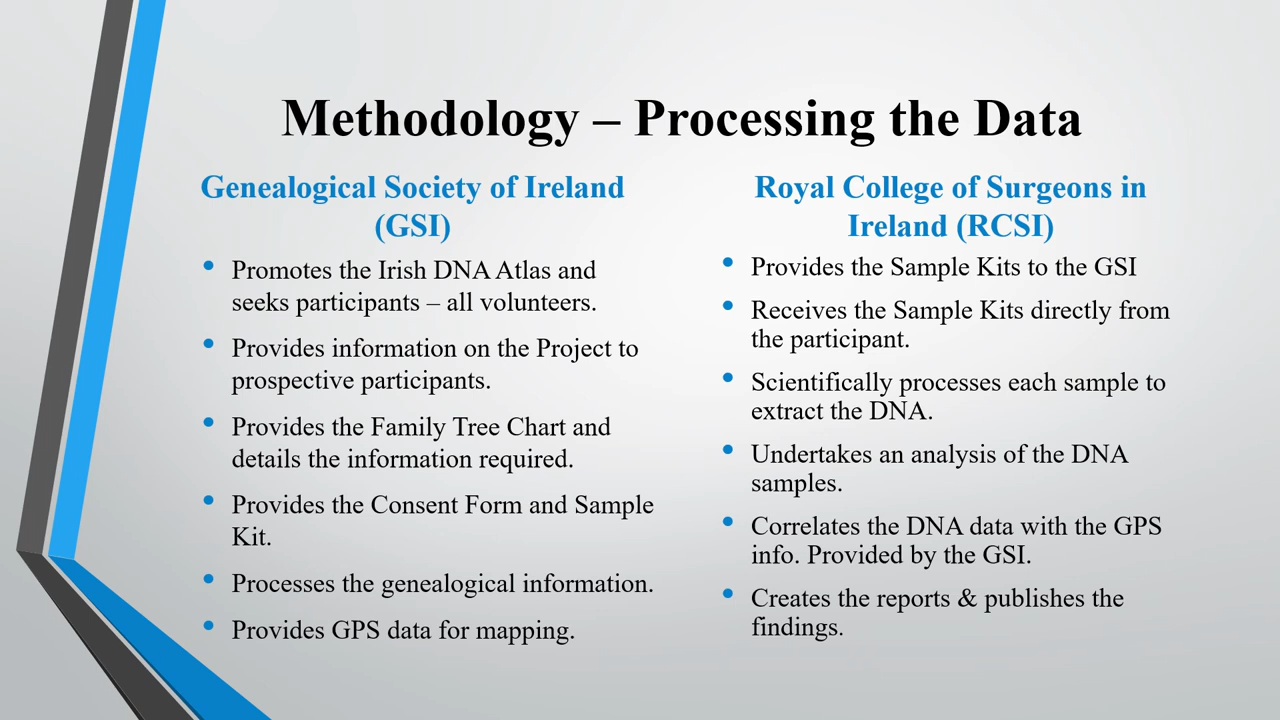 Methodology – Processing the Data
Genealogical Society of Ireland
(GSI)
Promotes the Irish DNA Atlas and
seeks participants – all volunteers.
Provides information on the Project to
prospective participants.
Provides the Family Tree Chart and
details the information required.
Provides the Consent Form and Sample
Kit.
Processes the genealogical information.
Provides GPS data for mapping.
Royal College of Surgeons in
Ireland (RCSI)
Provides the Sample Kits to the GSI
Receives the Sample Kits directly from
the participant.
Scientifically processes each sample to
extract the DNA.
Undertakes an analysis of the DNA
samples.
Correlates the DNA data with the GPS
info. Provided by the GSI.
Creates the reports & publishes the
findings.